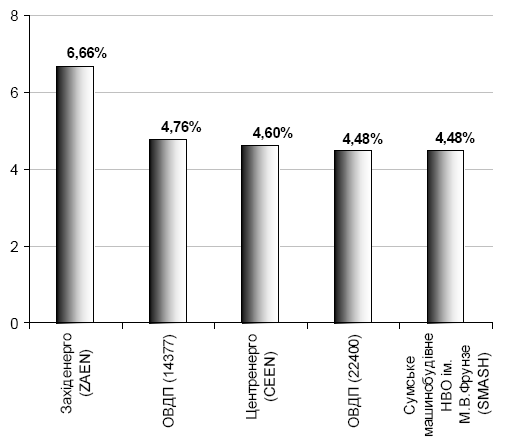 8
6
4
2
0
6,66%
4,76%
4,60%
4,48%
4,48%
Західенерго
(ZAEN)
ОВДП (14377)
Центренерго
(CEEN)
ОВДП (22400)
Сумське
машинобудівне
НВО ім.
М.В.Фрунзе
(SMASH)